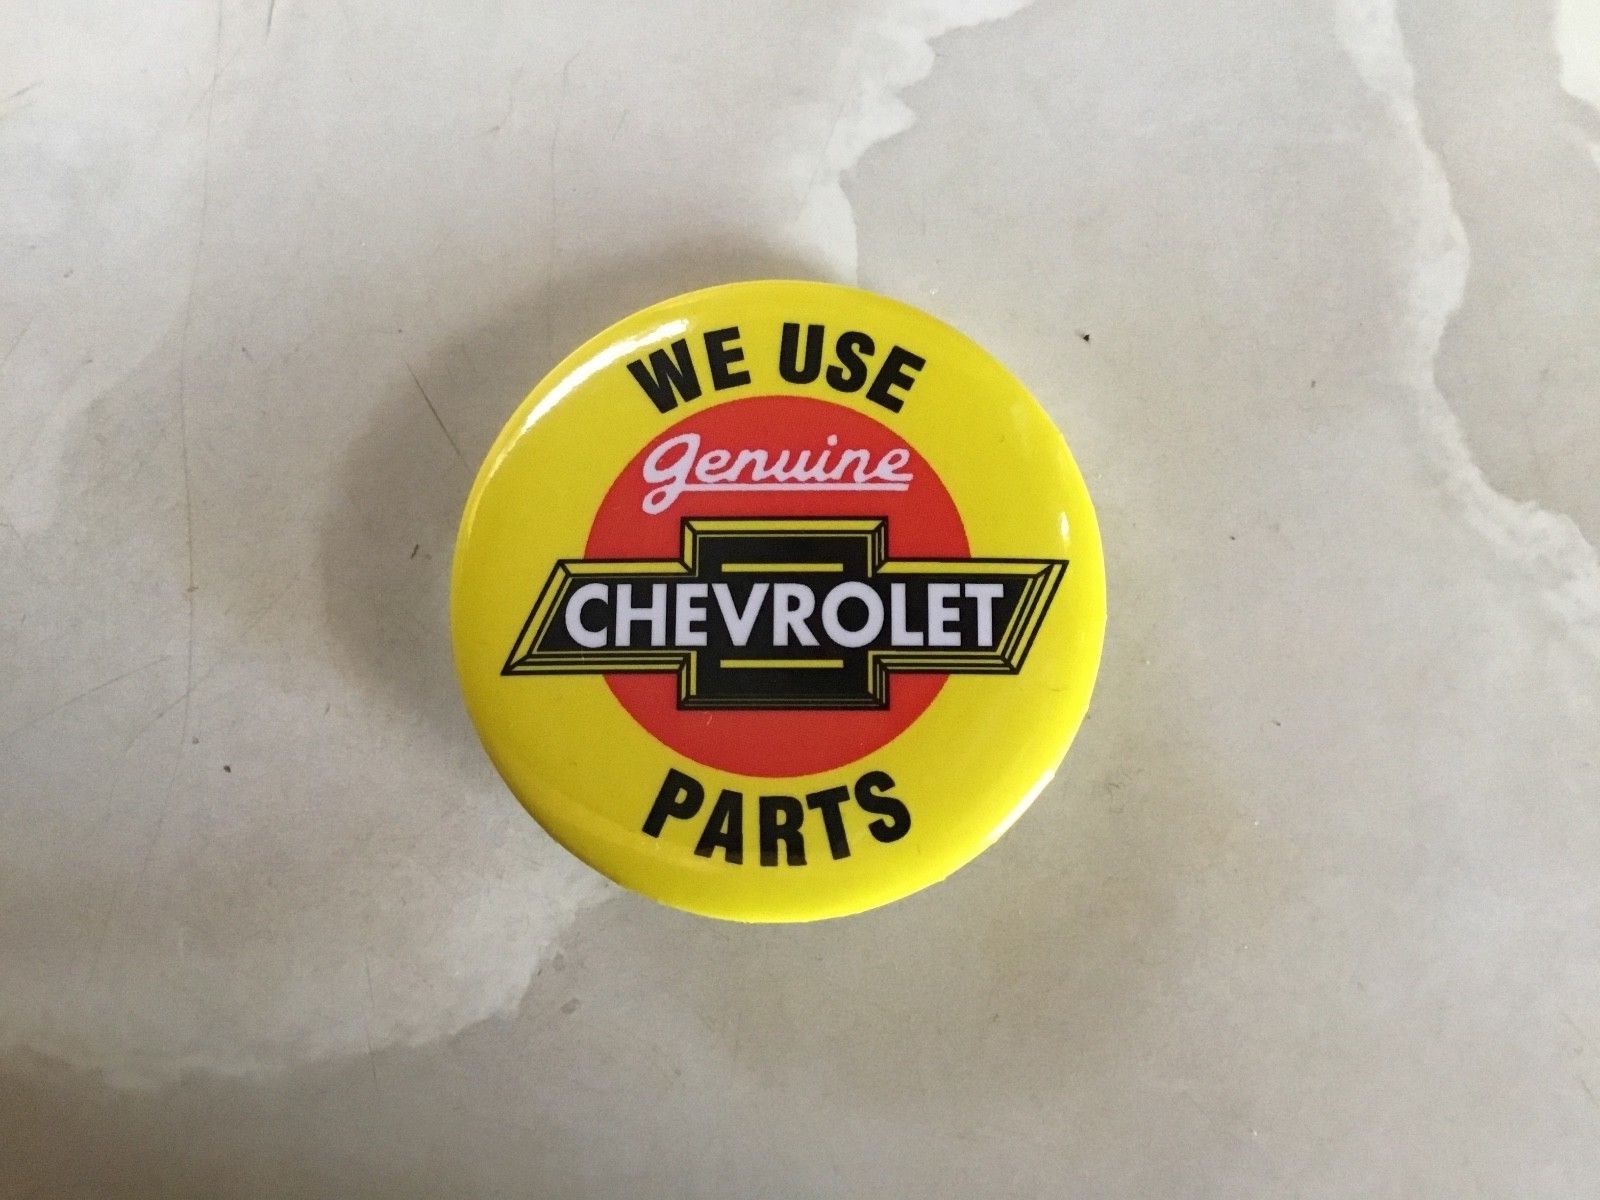 WE USE
genuine
CHEVROLET
PARTS